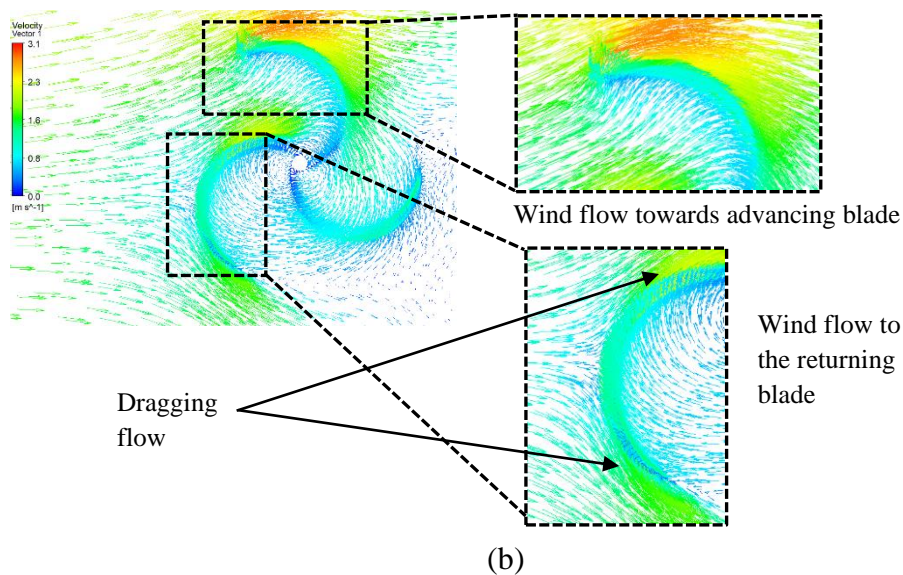 Velocity
Vector 1
3.1
2.3
1.6
0.8
0.0
[m s^-1]
Wind flow towards advancing blade
Wind flow to
the returning
blade
Dragging
flow
(b)